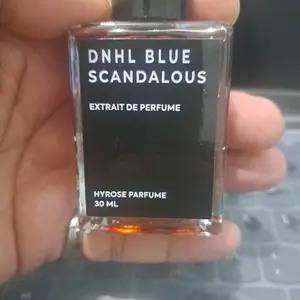 DNHL BLUE
SCANDALOUS
EXTRAIT DE PERFUME
HYROSE PARFUME
30 ML